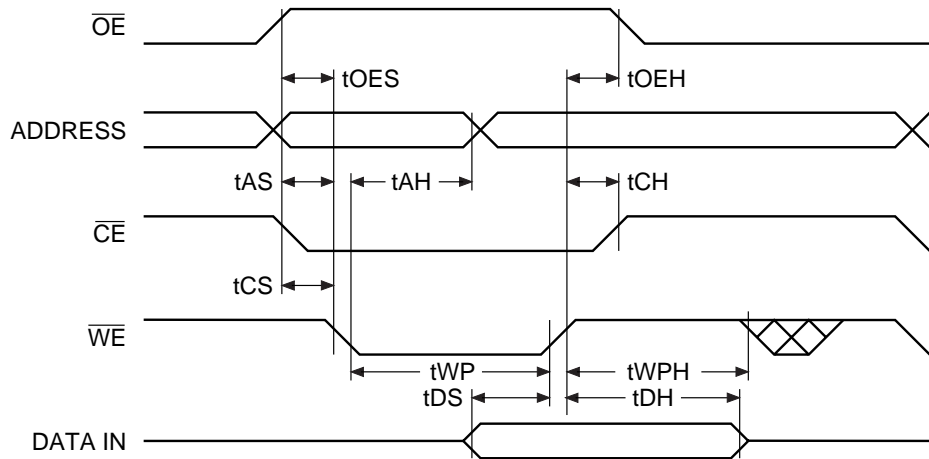 OE
tOES
tOEH
ADDRESS
tAS
tAH
tCH
CE
tCS
WE
tWP
tWPH
tDS
tDH
DATA IN